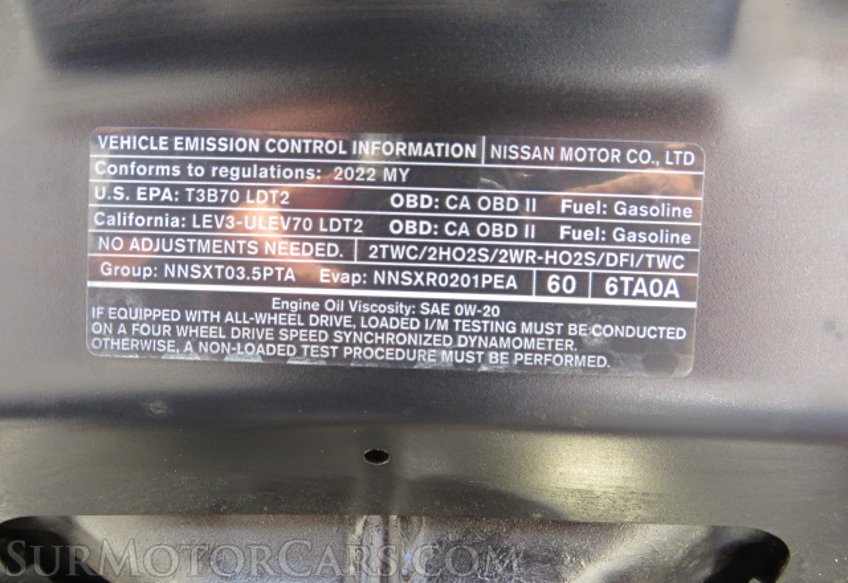 VEHICLE EMISSION CONTROL INFORMATION NISSAN MOTOR CO., LTD
Conforms to regulations: 2022 MY
U.S. EPA: T3B70 LDT2 OBD: CA OBD II Fuel: Gasoline
California: LEV3-ULEV70 LDT2 OBD: CA OBD II Fuel: Gasoline
NO ADJUSTMENTS NEEDED. 2TWC/2HO2S/2WR-HO2S/DFI/TWC
Group: NNSXT03.5PTA Evap: NNSXR0201PEA 60 6TA0A
Engine Oil Viscosity: SAE 0W-20
IF EQUIPPED WITH ALL-WHEEL DRIVE, LOADED I/M TESTING MUST BE CONDUCTED
ON A FOUR WHEEL DRIVE SPEED SYNCHRONIZED DYNAMOMETER.
OTHERWISE, A NON-LOADED TEST PROCEDURE MUST BE PERFORMED.
SURMOTORCARS.COM